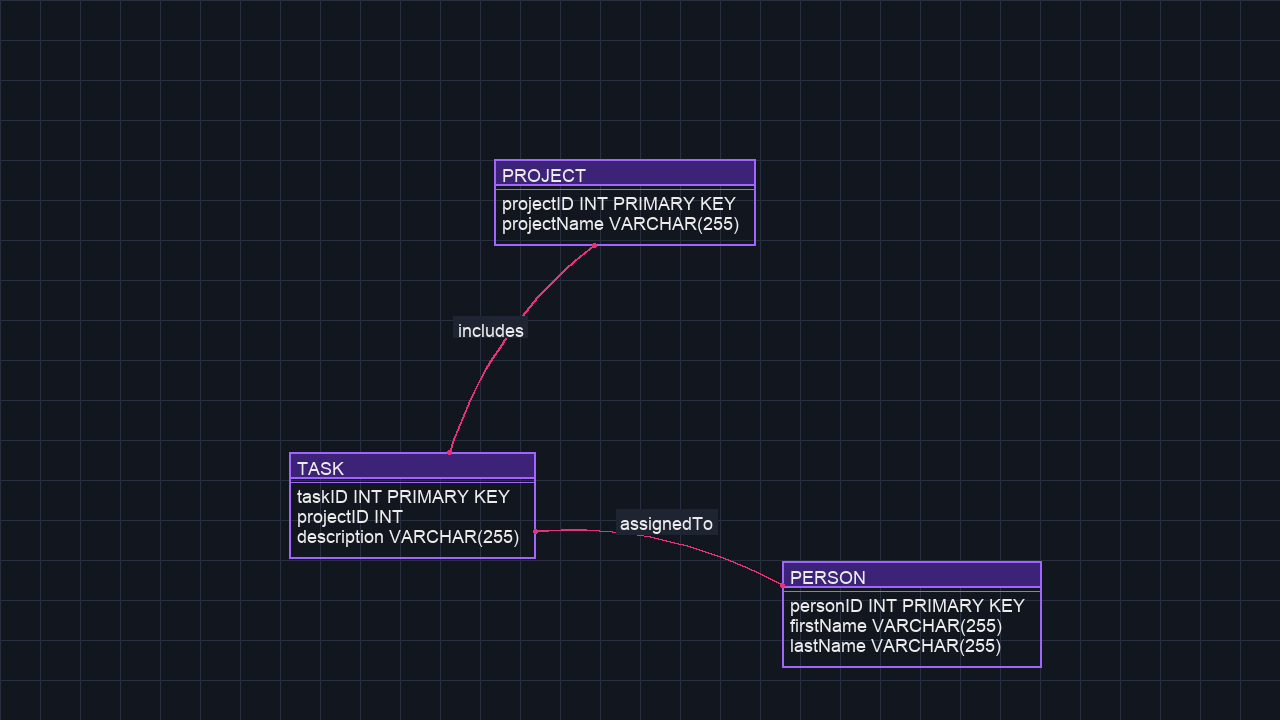 PROJECT
projectID INT PRIMARY KEY
projectName VARCHAR(255)
includes
TASK
taskID INT PRIMARY KEY
projectID INT
description VARCHAR(255)
assignedTo
PERSON
personID INT PRIMARY KEY
firstName VARCHAR(255)
lastName VARCHAR(255)